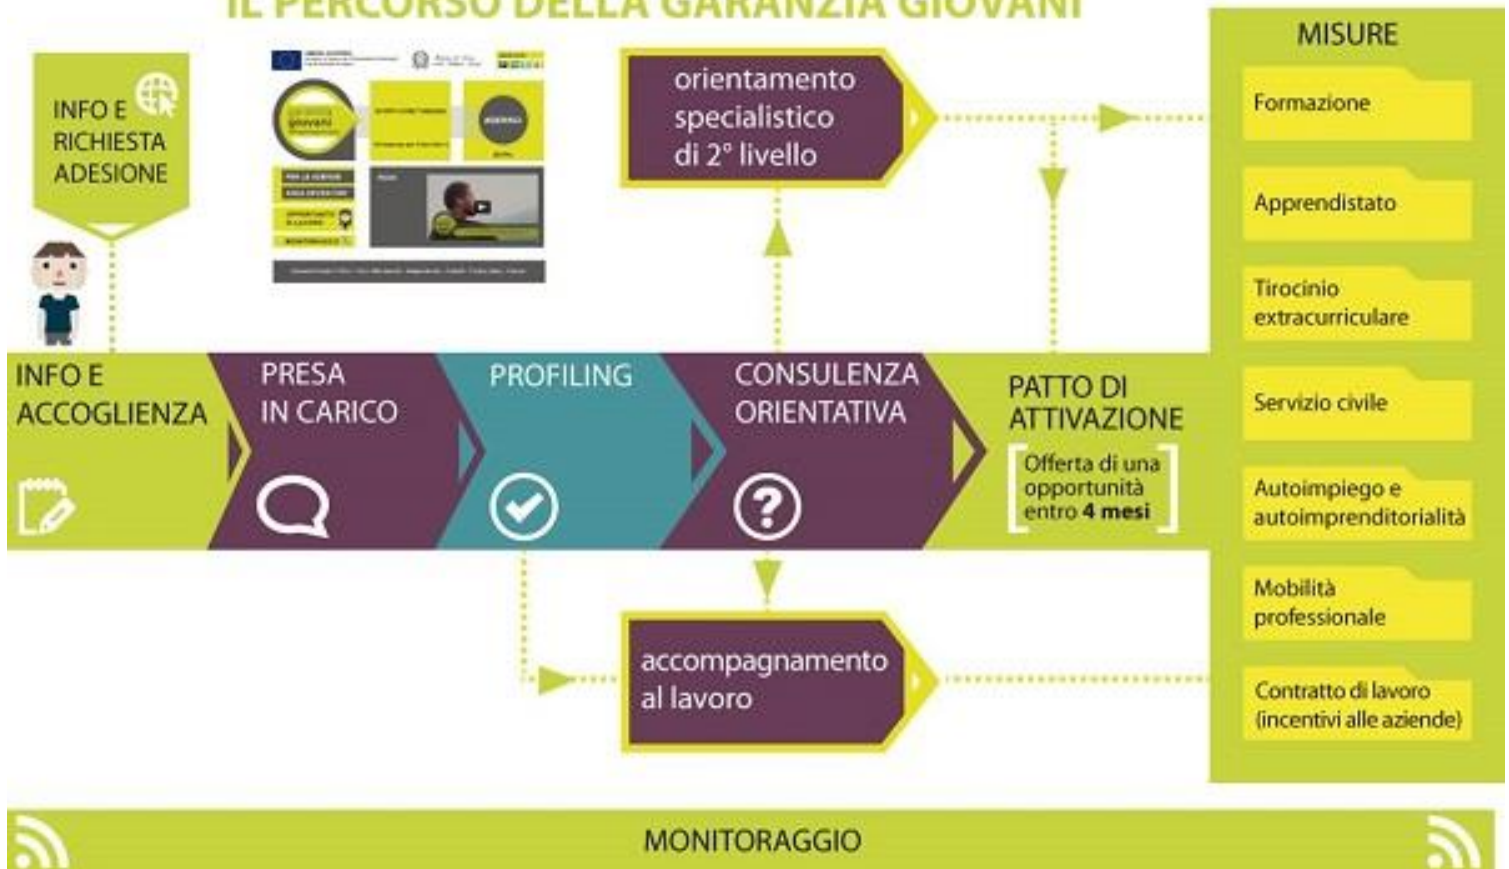 IL PERCORSO DELLA GARANZIA GIOVANI
INFO E
RICHIESTA
ADESIONE
giovani
orientamento
specialistico
di 2° livello
INFO E
ACCOGLIENZA
PRESA
IN CARICO
PROFILING
CONSULENZA
ORIENTATIVA
PATTO DI
ATTIVAZIONE
Offerta di una
opportunità
entro 4 mesi
accompagnamento
al lavoro
MISURE
Formazione
Apprendistato
Tirocinio
extracurriculare
Servizio civile
Autoimpiego e
autoimprenditorialità
Mobilità
professionale
Contratto di lavoro
(incentivi alle aziende)
MONITORAGGIO